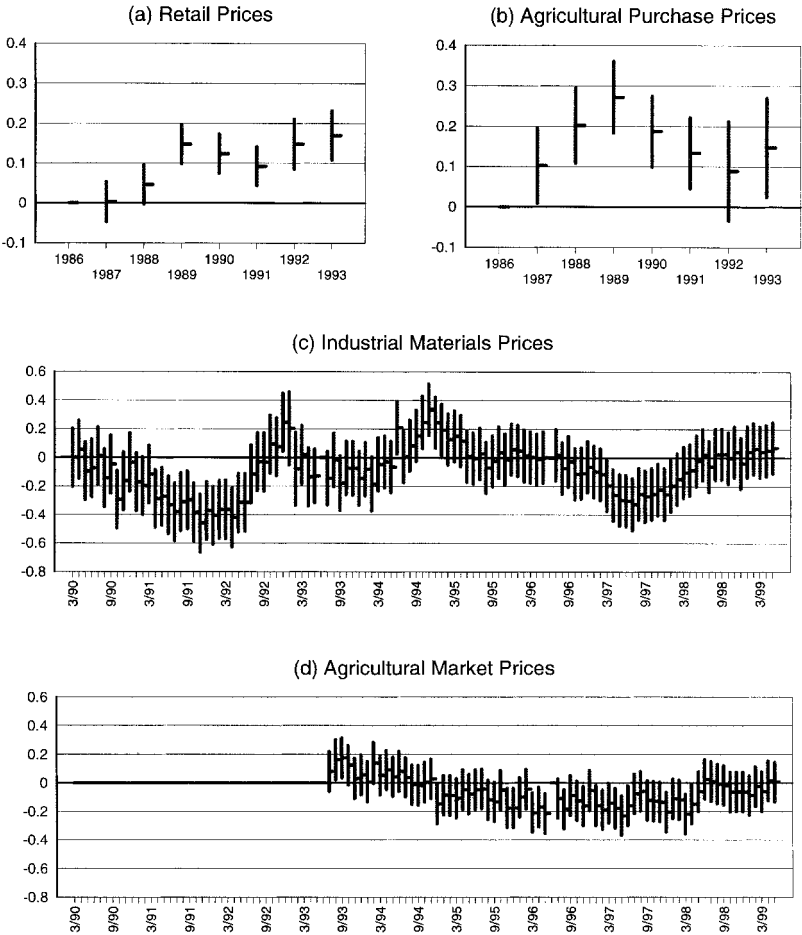 (a) Retail Prices
0.4
0.3
0.2
0.1
0
-0.1
1986 1988 1990 1992
1987 1989 1991 1993
(b) Agricultural Purchase Prices
0.4
0.3
0.2
0.1
0
-0.1
1986 1988 1990 1992
1987 1989 1991 1993
(c) Industrial Materials Prices
0.6
0.4
0.2
0
-0.2
-0.4
-0.6
-0.8
3/90 9/90 3/91 9/91 3/92 9/92 3/93 9/93 3/94 9/94 3/95 9/95 3/96 9/96 3/97 9/97 3/98 9/98 3/99
(d) Agricultural Market Prices
0.6
0.4
0.2
0
-0.2
-0.4
-0.6
-0.8
3/90 9/90 3/91 9/91 3/92 9/92 3/93 9/93 3/94 9/94 3/95 9/95 3/96 9/96 3/97 9/97 3/98 9/98 3/99